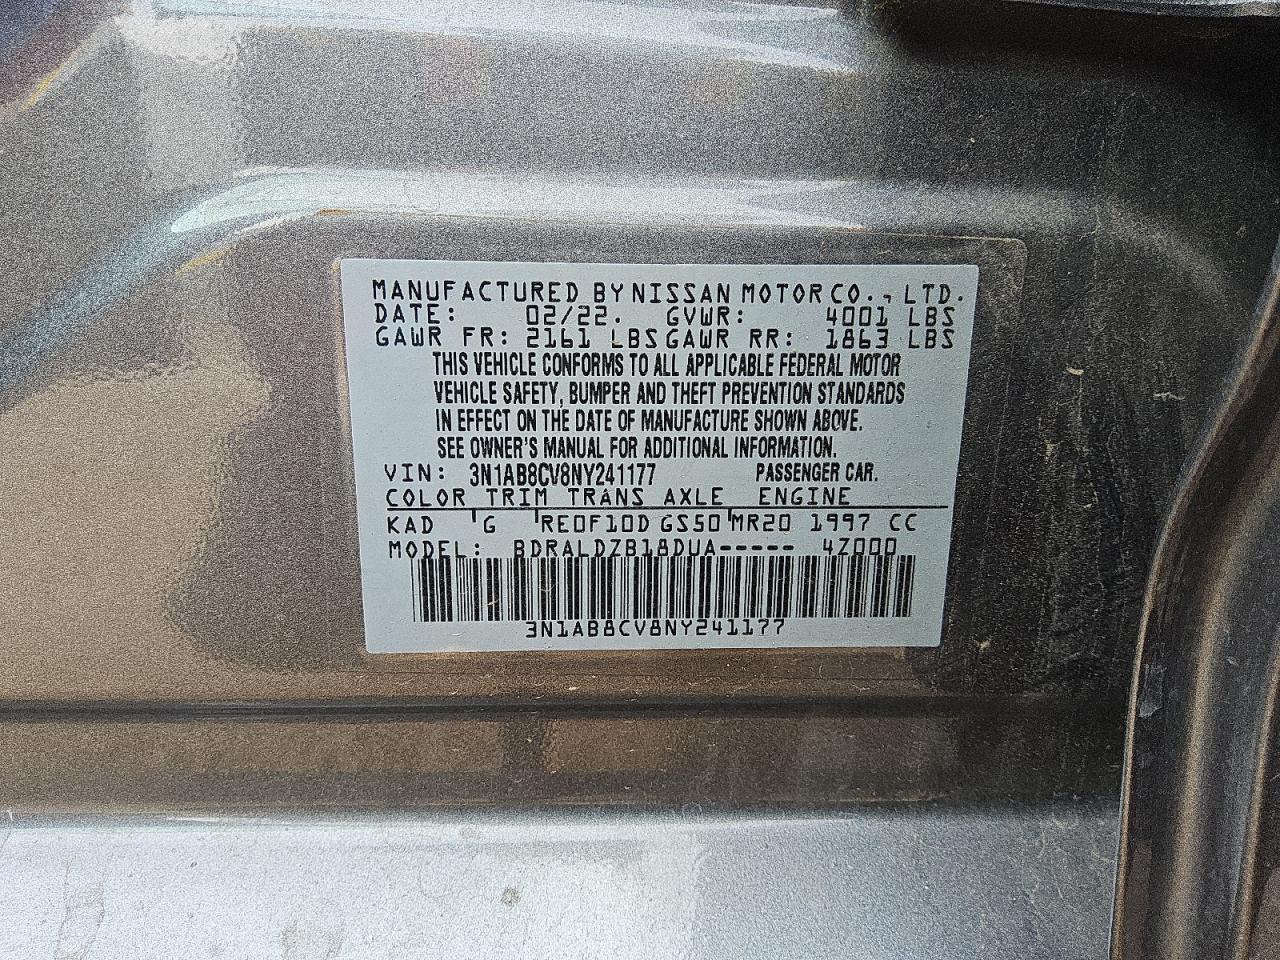 MANUFACTURED BY NISSAN MOTOR CO., LTD.
DATE: 02/22. GVWR: 4001 LBS
GAWR FR: 2161 LBS GAWR RR: 1863 LBS
THIS VEHICLE CONFORMS TO ALL APPLICABLE FEDERAL MOTOR
VEHICLE SAFETY, BUMPER AND THEFT PREVENTION STANDARDS
IN EFFECT ON THE DATE OF MANUFACTURE SHOWN ABOVE.
SEE OWNER'S MANUAL FOR ADDITIONAL INFORMATION.
VIN: 3N1AB8CV8NY241177 PASSENGER CAR.
COLOR TRIM TRANS AXLE ENGINE
KAD G RE0F10D GS50 MR20 1997 CC
MODEL: BDRALDZB18DUA----- 4Z000
3N1AB8CV8NY241177